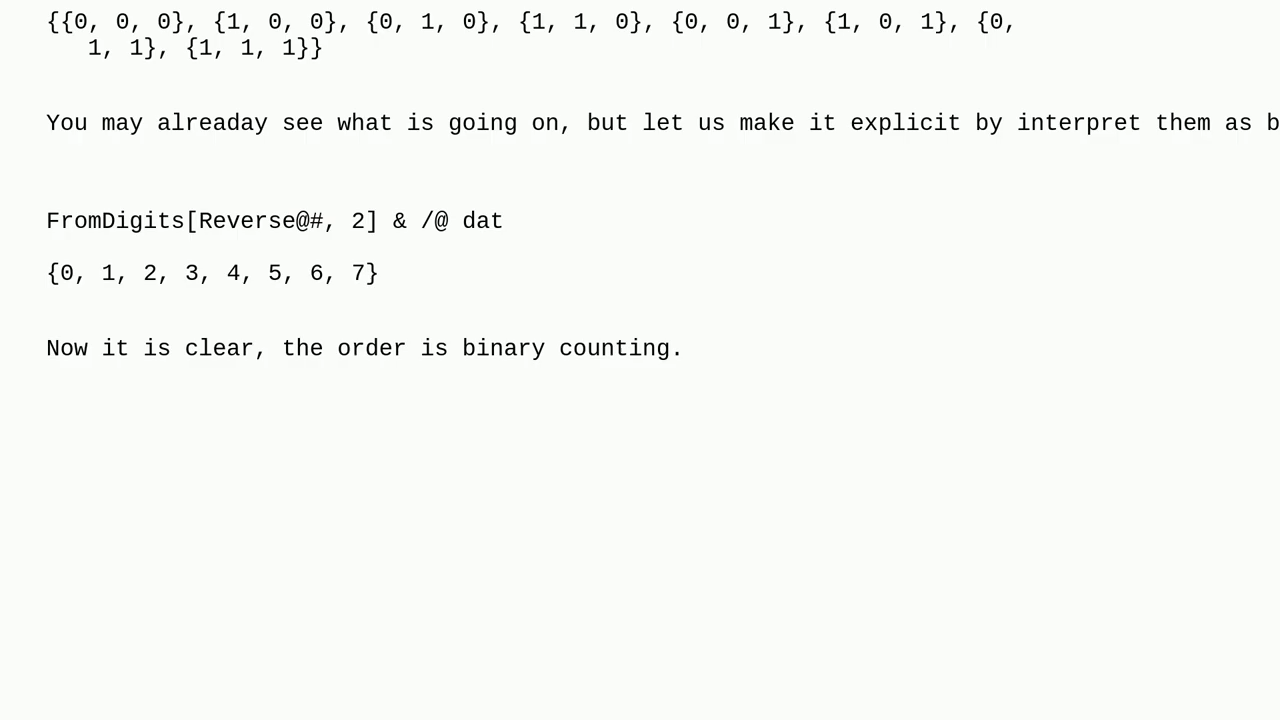 {{0, 0, 0}, {1, 0, 0}, {0, 1, 0}, {1, 1, 0}, {0, 0, 1}, {1, 0, 1}, {0,
1, 1}, {1, 1, 1}}
You may alreaday see what is going on, but let us make it explicit by interpret them as b
FromDigits[Reverse@#, 2] & /@ dat
{0, 1, 2, 3, 4, 5, 6, 7}
Now it is clear, the order is binary counting.